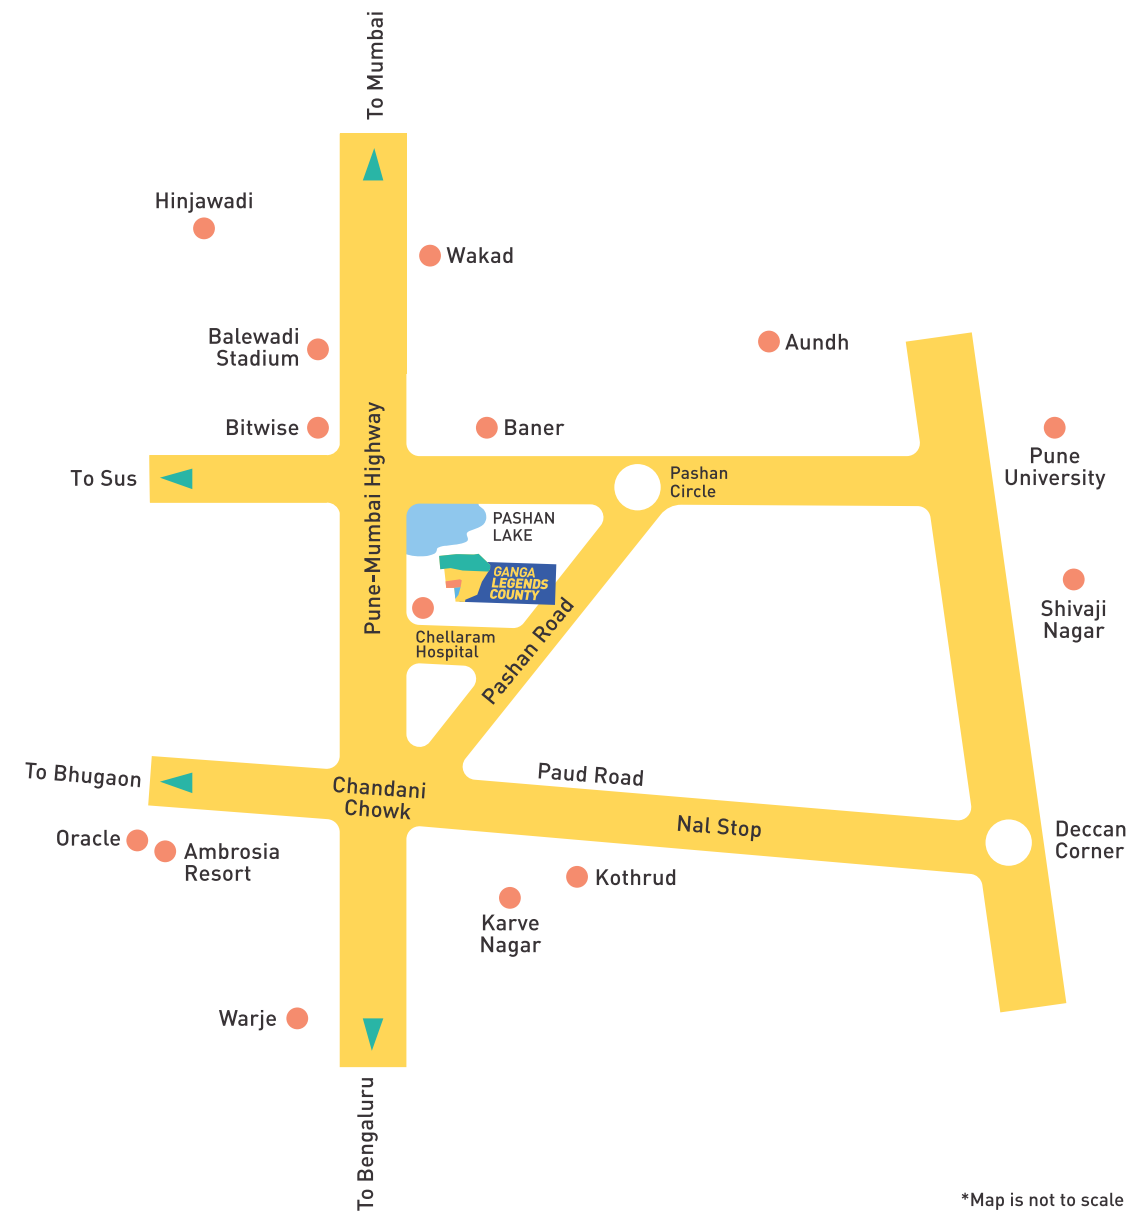 To Mumbai
Hinjawadi
Wakad
Balewadi
Stadium
Aundh
Bitwise
Baner
Pune
University
To Sus
Pune-Mumbai Highway
Pashan
Circle
PASHAN
LAKE
GANGA
LEGENDS
COUNTY
Shivaji
Nagar
Chellaram
Hospital
Pashan Road
To Bhugaon
Chandani
Chowk
Paud Road
Nal Stop
Deccan
Corner
Oracle
Ambrosia
Resort
Kothrud
Karve
Nagar
Warje
To Bengaluru
*Map is not to scale